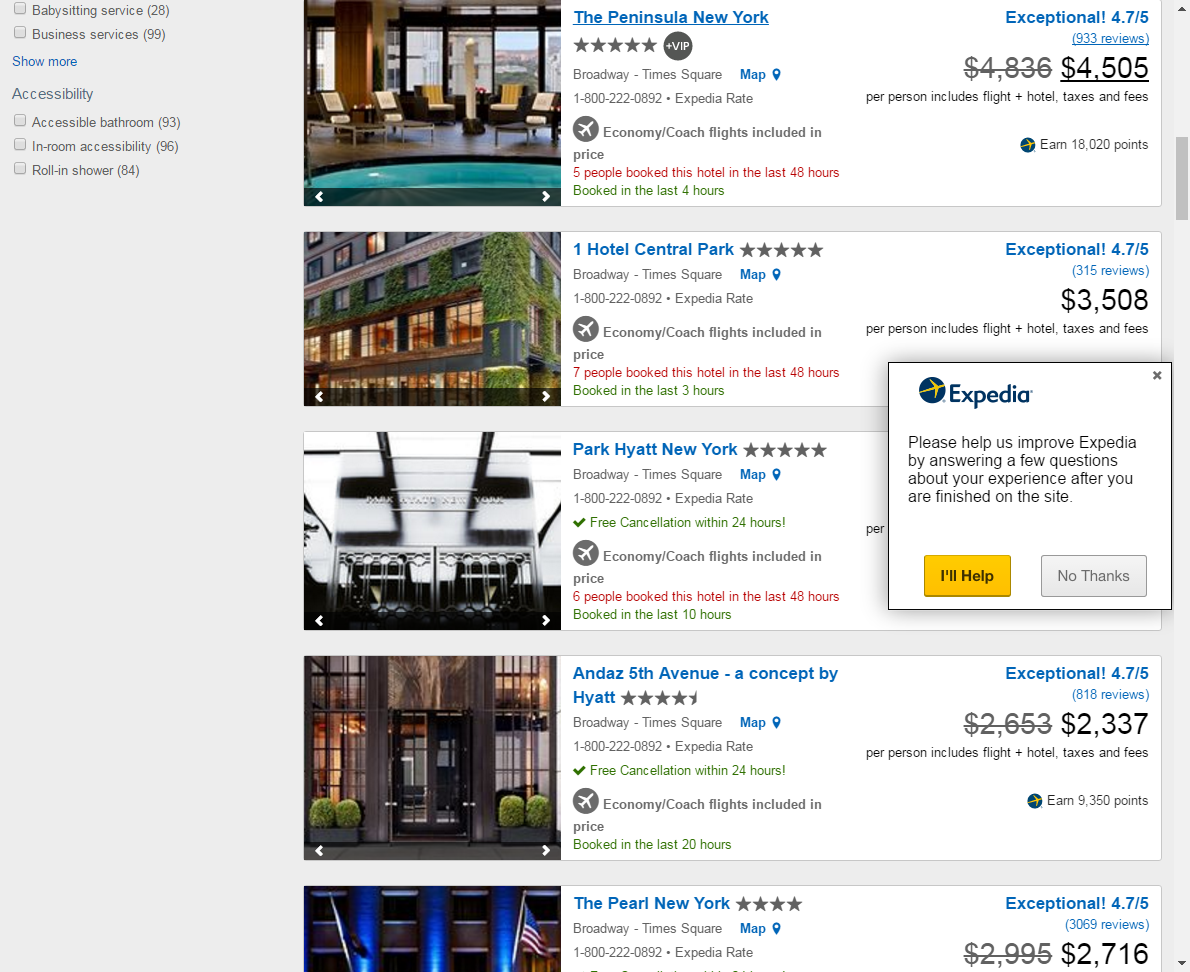 Babysitting service (28)
Business services (99)
Show more
Accessibility
Accessible bathroom (93)
In-room accessibility (96)
Roll-in shower (84)
The Peninsula New York
+VIP
Broadway - Times Square Map
1-800-222-0892 • Expedia Rate
Economy/Coach flights included in
price
5 people booked this hotel in the last 48 hours
Booked in the last 4 hours
Exceptional! 4.7/5
(933 reviews)
$4,836 $4,505
per person includes flight + hotel, taxes and fees
Earn 18,020 points
1 Hotel Central Park
Broadway - Times Square Map
1-800-222-0892 • Expedia Rate
Economy/Coach flights included in
price
7 people booked this hotel in the last 48 hours
Booked in the last 3 hours
Exceptional! 4.7/5
(315 reviews)
$3,508
per person includes flight + hotel, taxes and fees
PARK HYATT NEW YORK
Park Hyatt New York
Broadway - Times Square Map
1-800-222-0892 • Expedia Rate
Free Cancellation within 24 hours!
Economy/Coach flights included in
price
6 people booked this hotel in the last 48 hours
Booked in the last 10 hours
per
Expedia
Please help us improve Expedia
by answering a few questions
about your experience after you
are finished on the site.
I'll Help
No Thanks
Andaz 5th Avenue - a concept by
Hyatt
Broadway - Times Square Map
1-800-222-0892 • Expedia Rate
Free Cancellation within 24 hours!
Economy/Coach flights included in
price
Booked in the last 20 hours
Exceptional! 4.7/5
(818 reviews)
$2,653 $2,337
per person includes flight + hotel, taxes and fees
Earn 9,350 points
The Pearl New York
Broadway - Times Square Map
1-800-222-0892 • Expedia Rate
Exceptional! 4.7/5
(3069 reviews)
$2,995 $2,716